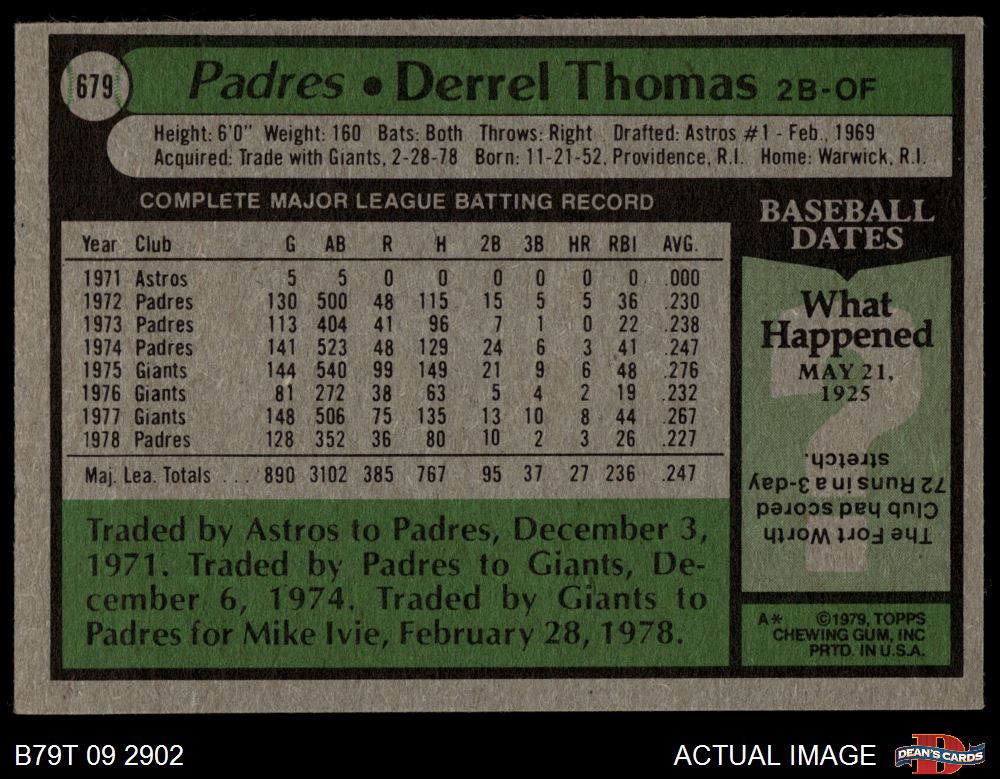 679
Padres • Derrel Thomas 2B-OF
Height: 6'0" Weight: 160 Bats: Both Throws: Right Drafted: Astros #1 - Feb., 1969
Acquired: Trade with Giants, 2-28-78 Born: 11-21-52, Providence, R.I. Home: Warwick, R.I.
COMPLETE MAJOR LEAGUE BATTING RECORD
Year Club G AB R H 2B 3B HR RBI AVG.
1971 Astros 5 5 0 0 0 0 0 0 .000
1972 Padres 130 500 48 115 15 5 5 36 .230
1973 Padres 113 404 41 96 7 1 0 22 .238
1974 Padres 141 523 48 129 24 6 3 41 .247
1975 Giants 144 540 99 149 21 9 6 48 .276
1976 Giants 81 272 38 63 5 4 2 19 .232
1977 Giants 148 506 75 135 13 10 8 44 .267
1978 Padres 128 352 36 80 10 2 3 26 .227
Maj. Lea. Totals . . . 890 3102 385 767 95 37 27 236 .247
Traded by Astros to Padres, December 3,
1971. Traded by Padres to Giants, De-
cember 6, 1974. Traded by Giants to
Padres for Mike Ivie, February 28, 1978.
BASEBALL
DATES
What
Happened
MAY 21,
1925
?
The Fort Worth
Club had scored
72 Runs in a 3-day
stretch.
A* ©1979, TOPPS
CHEWING GUM, INC
PRTD. IN U.S.A.
B79T 09 2902
ACTUAL IMAGE
D
DEAN'S CARDS